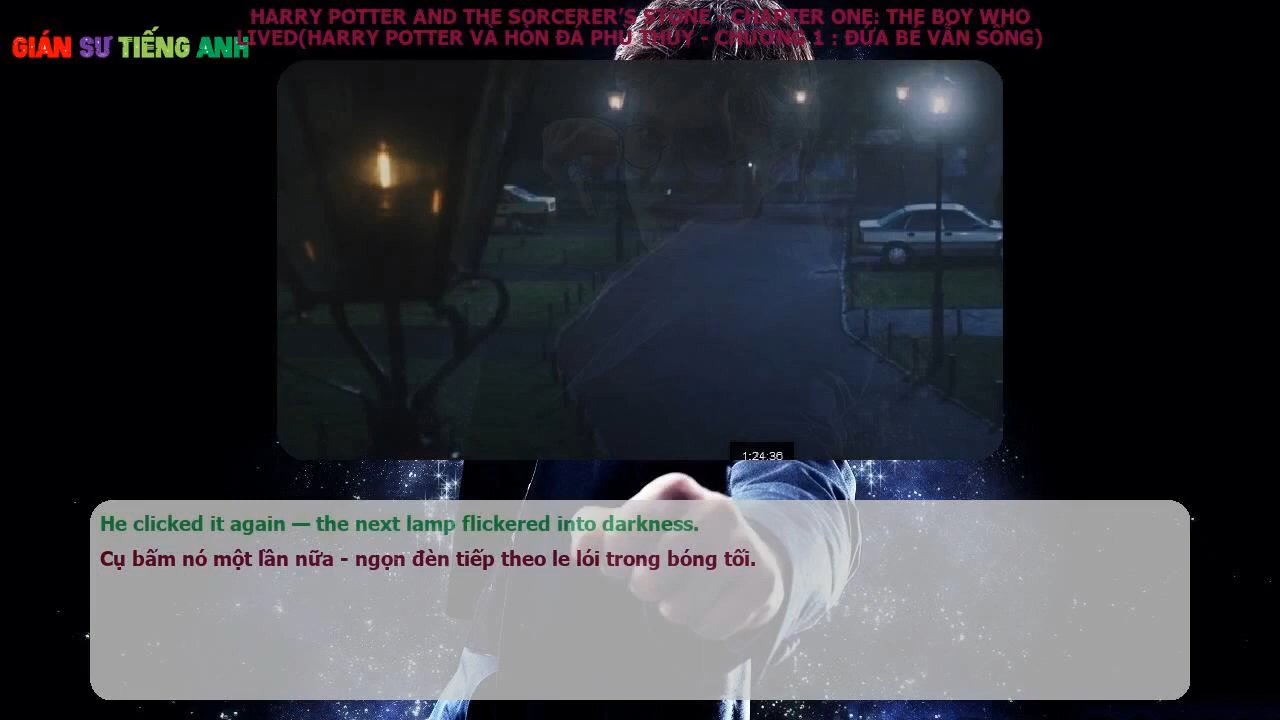 HARRY POTTER AND THE SORCERER'S STONE - CHAPTER ONE: THE BOY WHO
LIVED(HARRY POTTER VÀ HÒN ĐÁ PHÙ THỦY - CHƯƠNG 1 : ĐỨA BÉ VẪN SỐNG)
GIÁN SƯ TIẾNG ANH
1:24:36
He clicked it again — the next lamp flickered into darkness.
Cụ bấm nó một lần nữa - ngọn đèn tiếp theo le lói trong bóng tối.